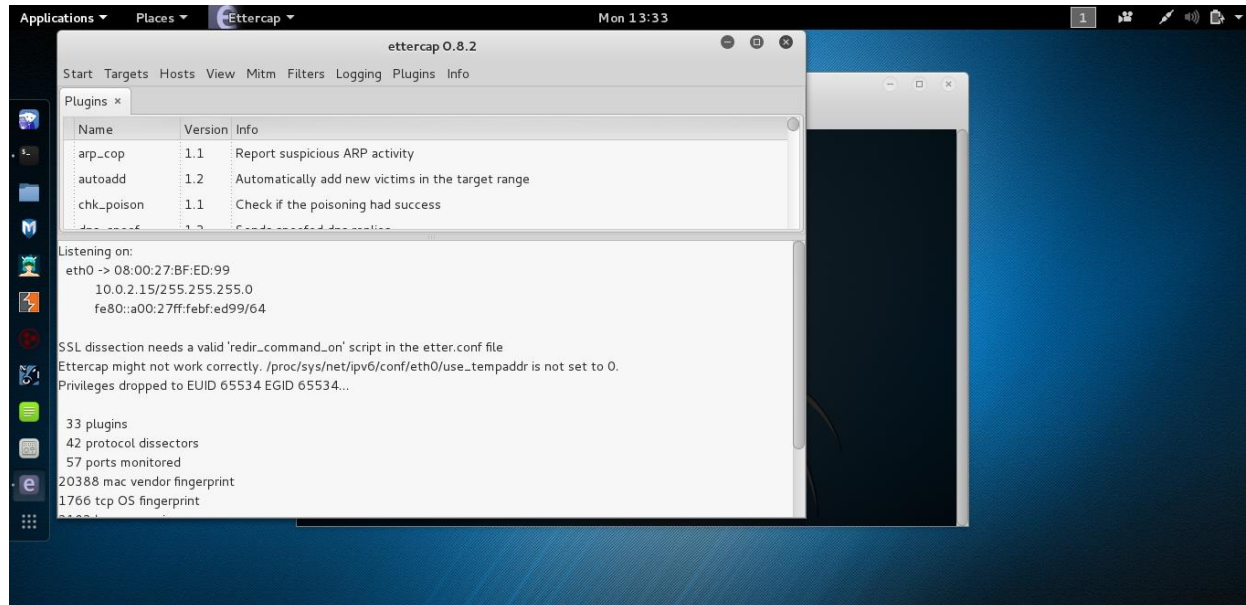 Applications Places Ettercap Mon 13:33 1
ettercap 0.8.2
Start Targets Hosts View Mitm Filters Logging Plugins Info
Plugins ×
Name Version Info
arp_cop 1.1 Report suspicious ARP activity
autoadd 1.2 Automatically add new victims in the target range
chk_poison 1.1 Check if the poisoning had success
Listening on:
eth0 -> 08:00:27:BF:ED:99
10.0.2.15/255.255.255.0
fe80::a00:27ff:febf:ed99/64
SSL dissection needs a valid 'redir_command_on' script in the etter.conf file
Ettercap might not work correctly. /proc/sys/net/ipv6/conf/eth0/use_tempaddr is not set to 0.
Privileges dropped to EUID 65534 EGID 65534...
33 plugins
42 protocol dissectors
57 ports monitored
20388 mac vendor fingerprint
1766 tcp OS fingerprint